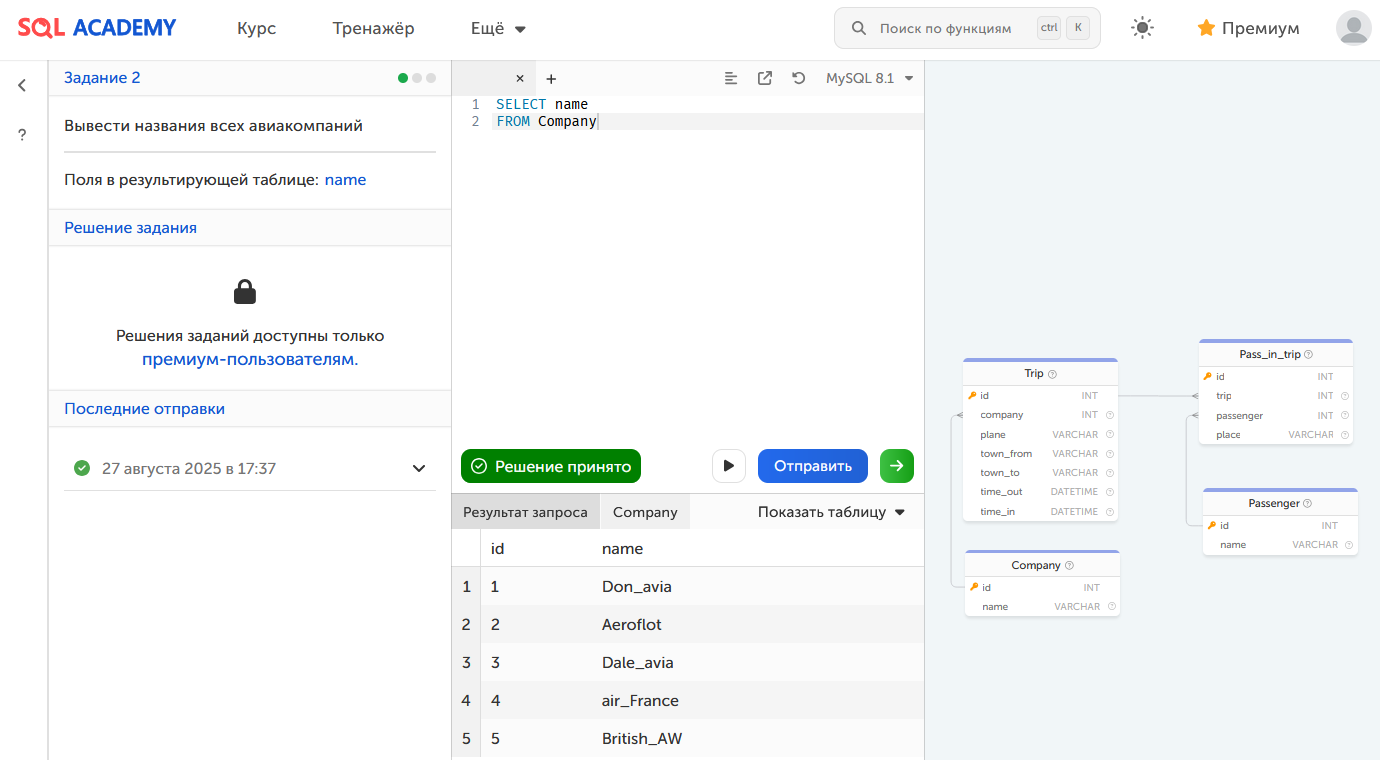 SQL ACADEMY
Курс
Тренажёр
Ещё
Поиск по функциям
ctrl
K
Премиум
?
Задание 2
Вывести названия всех авиакомпаний
Поля в результирующей таблице: name
Решение задания
Решения заданий доступны только
премиум-пользователям.
Последние отправки
27 августа 2025 в 17:37
× +
MySQL 8.1
1 SELECT name
2 FROM Company
Решение принято
Отправить
Результат запроса
Company
Показать таблицу
id name
1 1 Don_avia
2 2 Aeroflot
3 3 Dale_avia
4 4 air_France
5 5 British_AW
Trip ?
id INT
company INT ?
plane VARCHAR ?
town_from VARCHAR ?
town_to VARCHAR ?
time_out DATETIME ?
time_in DATETIME ?
Company ?
id INT
name VARCHAR ?
Pass_in_trip ?
id INT
trip INT ?
passenger INT ?
place VARCHAR ?
Passenger ?
id INT
name VARCHAR ?